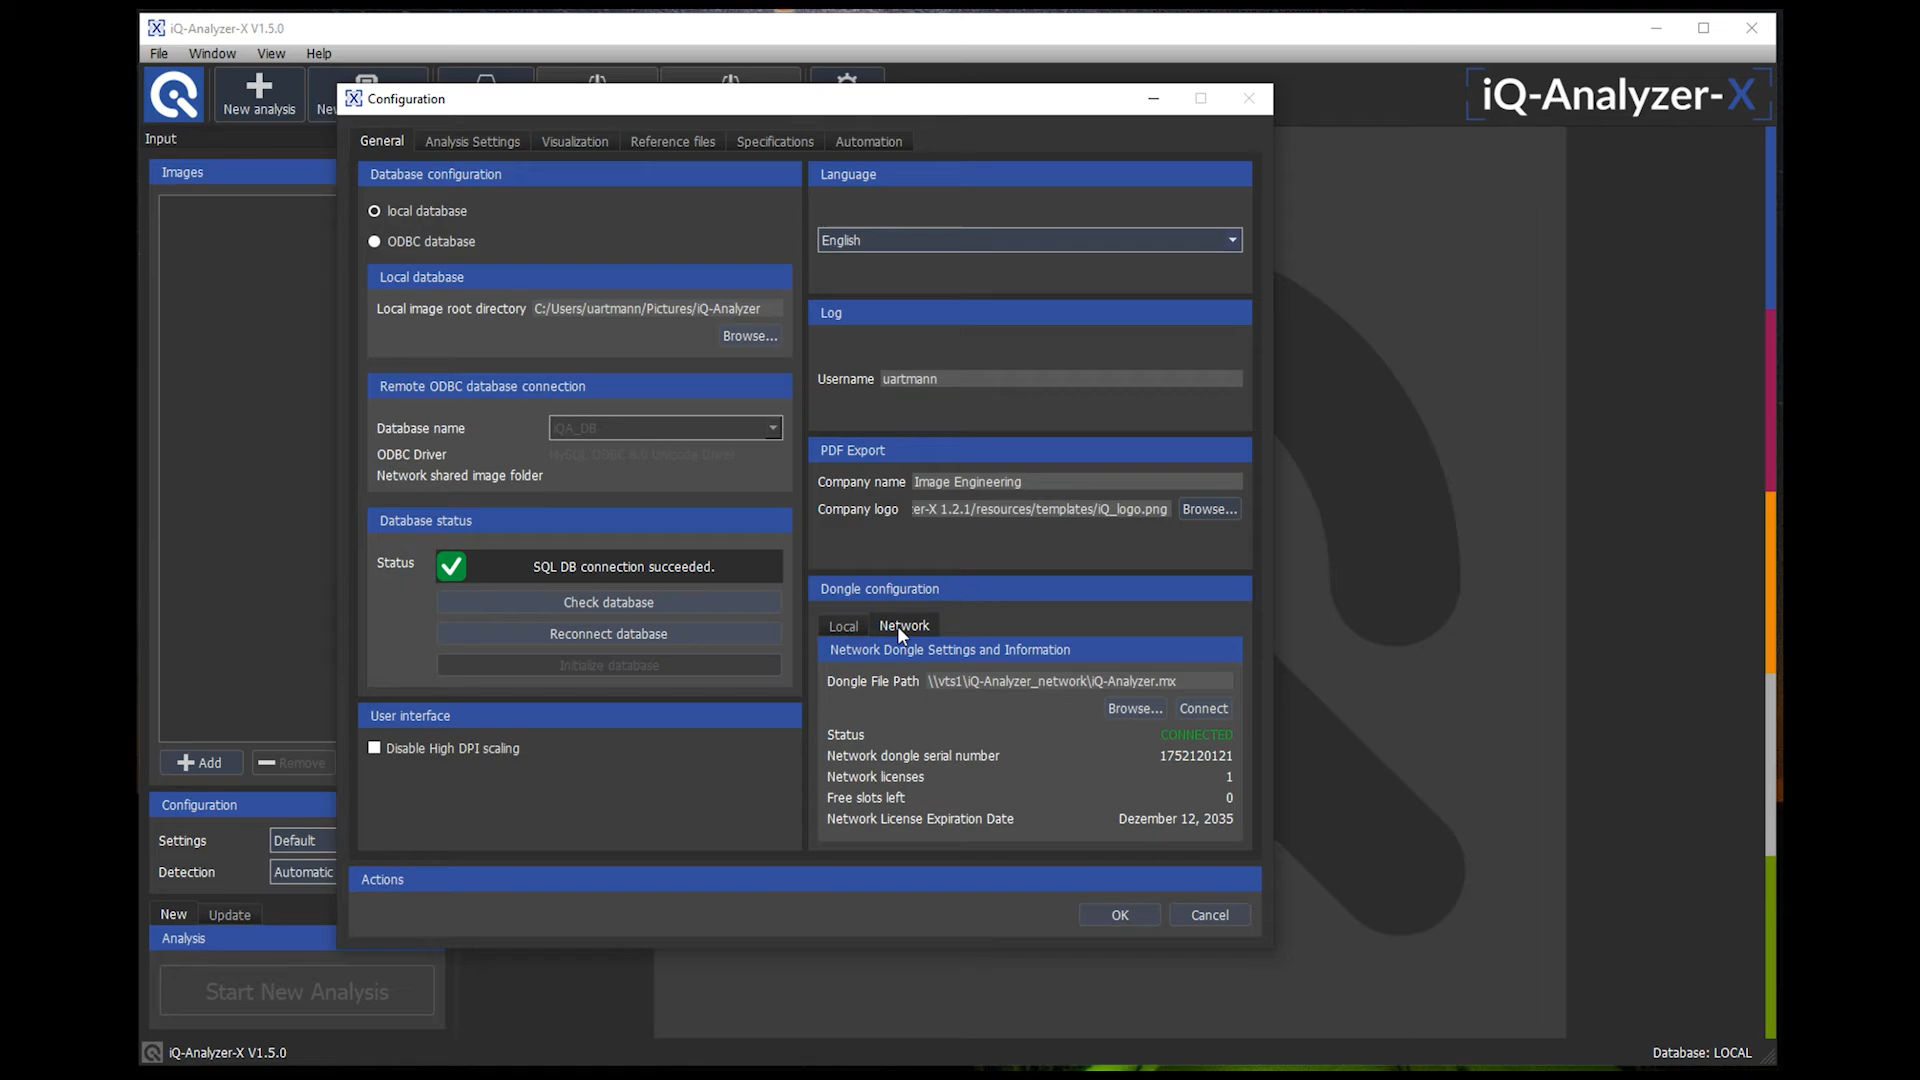 iQ-Analyzer-X V1.5.0
File Window View Help
New analysis
iQ-Analyzer-X
Input
Images
Add
Remove
Configuration
Settings Default
Detection Automatic
New Update
Analysis
Start New Analysis
Configuration
General Analysis Settings Visualization Reference files Specifications Automation
Database configuration
local database
ODBC database
Local database
Local image root directory C:/Users/uartmann/Pictures/iQ-Analyzer
Browse...
Remote ODBC database connection
Database name iQA_DB
ODBC Driver MySQL ODBC 8.0 Unicode Driver
Network shared image folder
Database status
Status SQL DB connection succeeded.
Check database
Reconnect database
Initialize database
User interface
Disable High DPI scaling
Language
English
Log
Username uartmann
PDF Export
Company name Image Engineering
Company logo er-X 1.2.1/resources/templates/iQ_logo.png Browse...
Dongle configuration
Local Network
Network Dongle Settings and Information
Dongle File Path \\vts1\iQ-Analyzer_network\iQ-Analyzer.mx
Browse... Connect
Status CONNECTED
Network dongle serial number 1752120121
Network licenses 1
Free slots left 0
Network License Expiration Date Dezember 12, 2035
Actions
OK Cancel
iQ-Analyzer-X V1.5.0
Database: LOCAL